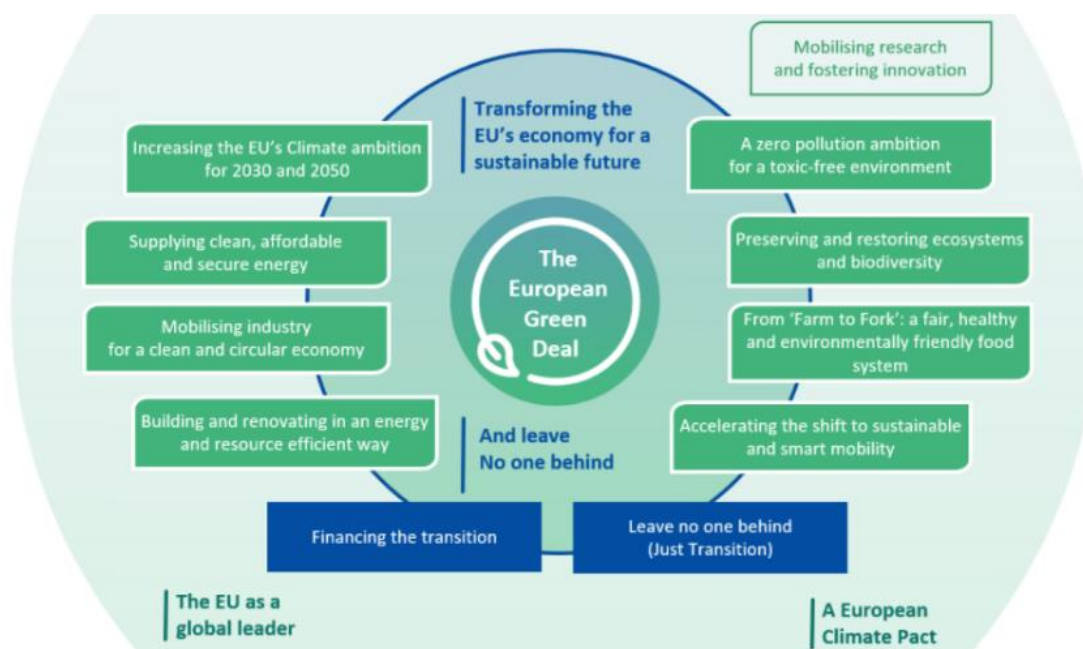 Mobilising research
and fostering innovation
Transforming the
EU's economy for a
sustainable future
Increasing the EU's Climate ambition
for 2030 and 2050
A zero pollution ambition
for a toxic-free environment
Supplying clean, affordable
and secure energy
Preserving and restoring ecosystems
and biodiversity
The
European
Green
Deal
Mobilising industry
for a clean and circular economy
From ‘Farm to Fork’: a fair, healthy
and environmentally friendly food
system
Building and renovating in an energy
and resource efficient way
And leave
No one behind
Accelerating the shift to sustainable
and smart mobility
Financing the transition
Leave no one behind
(Just Transition)
The EU as a
global leader
A European
Climate Pact